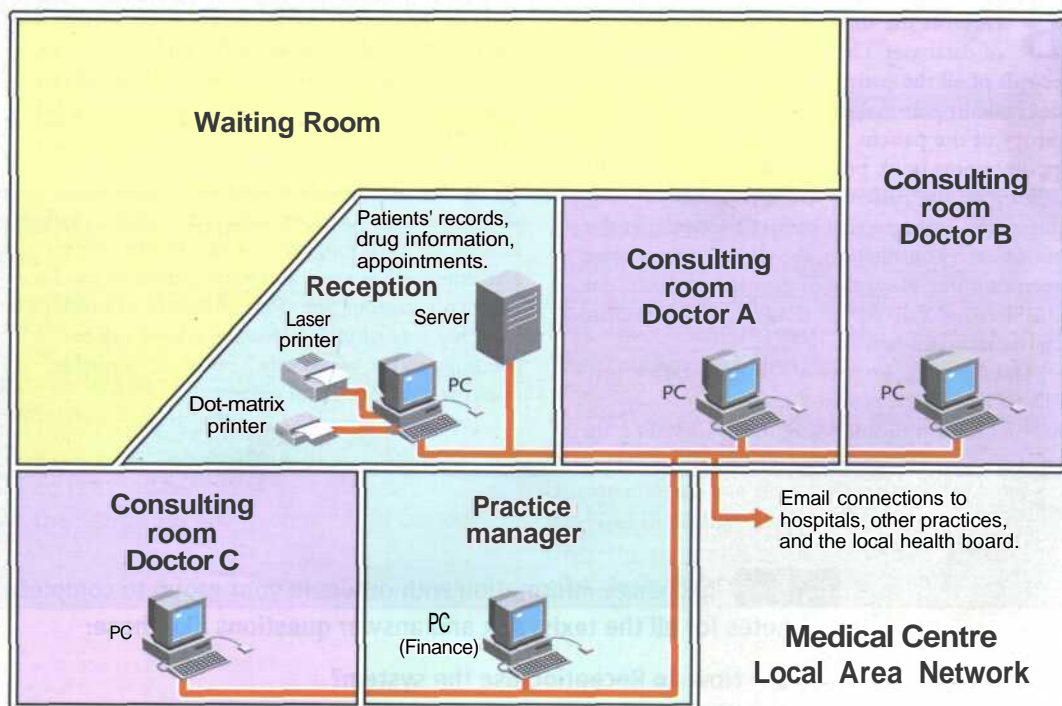 Waiting Room
Patients' records,
drug information,
appointments.
Reception
Laser
printer
Server
PC
Dot-matrix
printer
Consulting
room
Doctor A
PC
Consulting
room
Doctor B
PC
Consulting
room
Doctor C
PC
Practice
manager
PC
(Finance)
Email connections to
hospitals, other practices,
and the local health board.
Medical Centre
Local Area Network